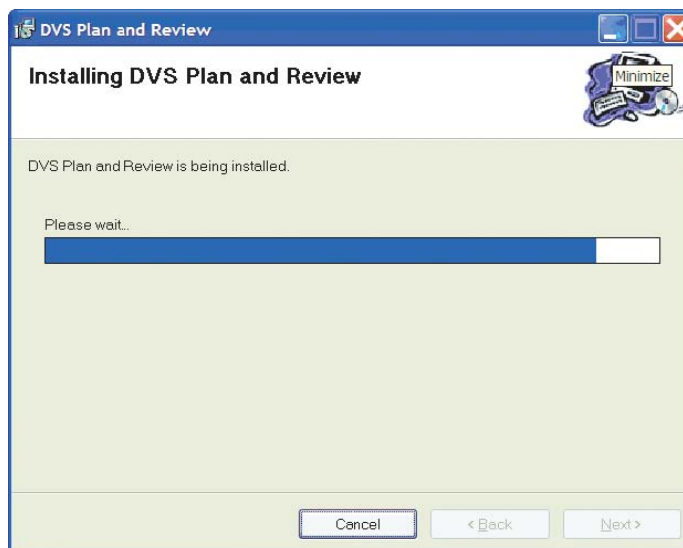 DVS Plan and Review
Installing DVS Plan and Review
Minimize
DVS Plan and Review is being installed.
Please wait...
Cancel
< Back
Next >